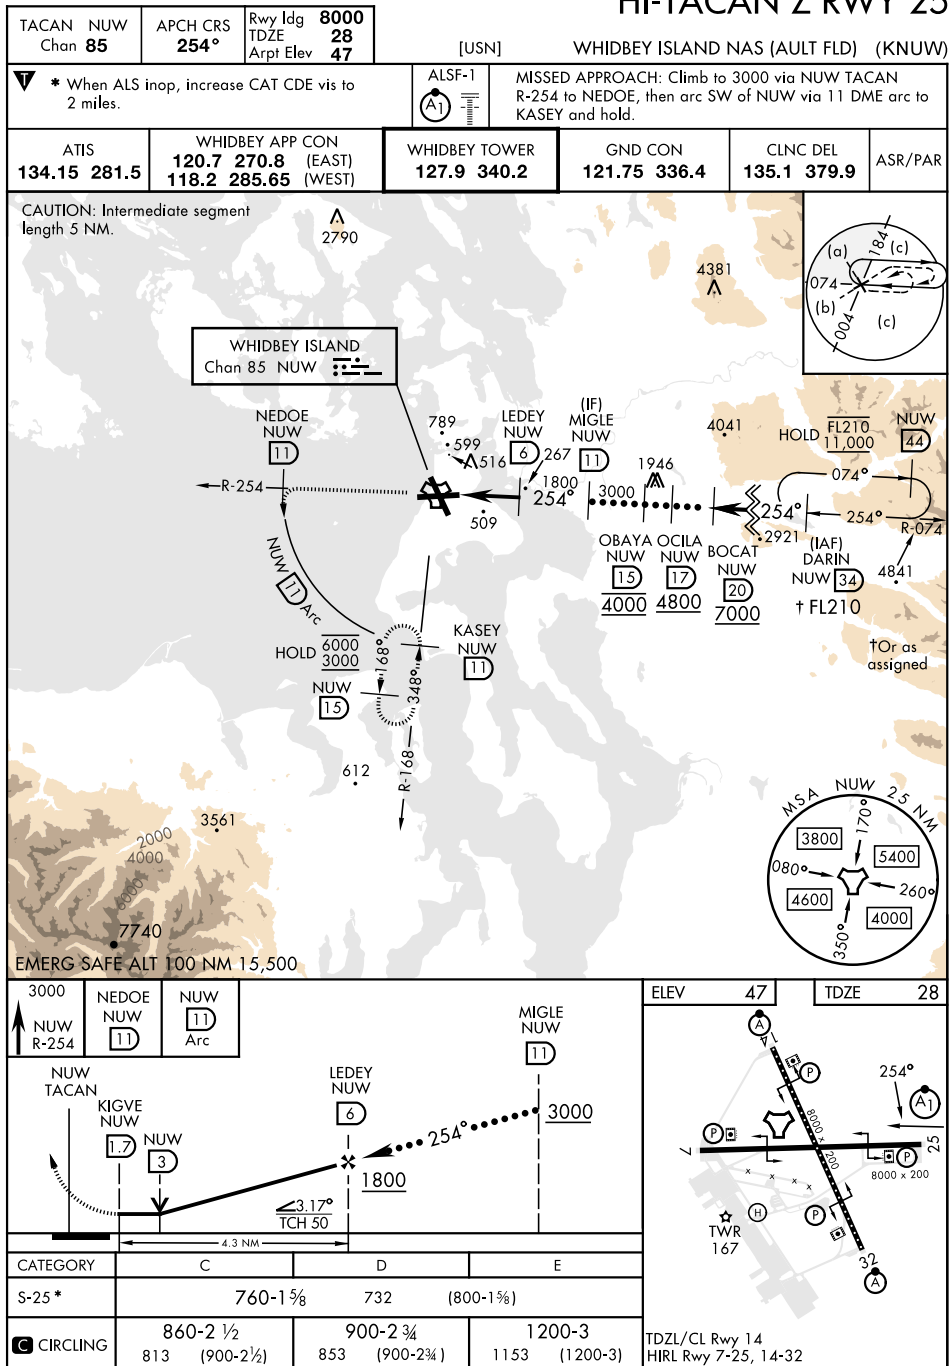 HI-TACAN Z RWY 25
TACAN NUW
Chan 85
APCH CRS
254°
Rwy ldg 8000
TDZE 28
Arpt Elev 47
[USN]
WHIDBEY ISLAND NAS (AULT FLD) (KNUW)
T
* When ALS inop, increase CAT CDE vis to
2 miles.
ALSF-1
A1
MISSED APPROACH: Climb to 3000 via NUW TACAN
R-254 to NEDOE, then arc SW of NUW via 11 DME arc to
KASEY and hold.
ATIS
134.15 281.5
WHIDBEY APP CON
120.7 270.8 (EAST)
118.2 285.65 (WEST)
WHIDBEY TOWER
127.9 340.2
GND CON
121.75 336.4
CLNC DEL
135.1 379.9
ASR/PAR
CAUTION: Intermediate segment
length 5 NM.
2790
4381
184
(a)
(c)
074
(b)
004
(c)
WHIDBEY ISLAND
Chan 85 NUW
NEDOE
NUW
11
789
599
516
LEDEY
NUW
6
267
(IF)
MIGLE
NUW
11
1946
4041
HOLD
FL210
11,000
NUW
44
R-254
1800
254°
3000
074°
254°
254°
R-074
509
2921
OBAYA
NUW
15
4000
OCILA
NUW
17
4800
BOCAT
NUW
20
7000
(IAF)
DARIN
NUW 34
† FL210
4841
†Or as
assigned
NUW 11 Arc
HOLD
6000
3000
168°
348°
KASEY
NUW
11
NUW
15
R-168
612
3561
2000
4000
6000
7740
EMERG SAFE ALT 100 NM 15,500
MSA NUW 25 NM
170°
3800
5400
080°
260°
4600
4000
350°
3000
NUW
R-254
NEDOE
NUW
11
NUW
11
Arc
NUW
TACAN
KIGVE
NUW
1.7
NUW
3
LEDEY
NUW
6
MIGLE
NUW
11
254°
3000
1800
3.17°
TCH 50
4.3 NM
ELEV 47
TDZE 28
A
14
P
254°
A1
P
7
8000 x 200
25
P
8000 x 200
x x x x
H
TWR
167
P
32
A
TDZL/CL Rwy 14
HIRL Rwy 7-25, 14-32
CATEGORY C D E
S-25 * 760-1⅝ 732 (800-1⅝)
C CIRCLING
860-2 ½
813 (900-2½)
900-2 ¾
853 (900-2¾)
1200-3
1153 (1200-3)